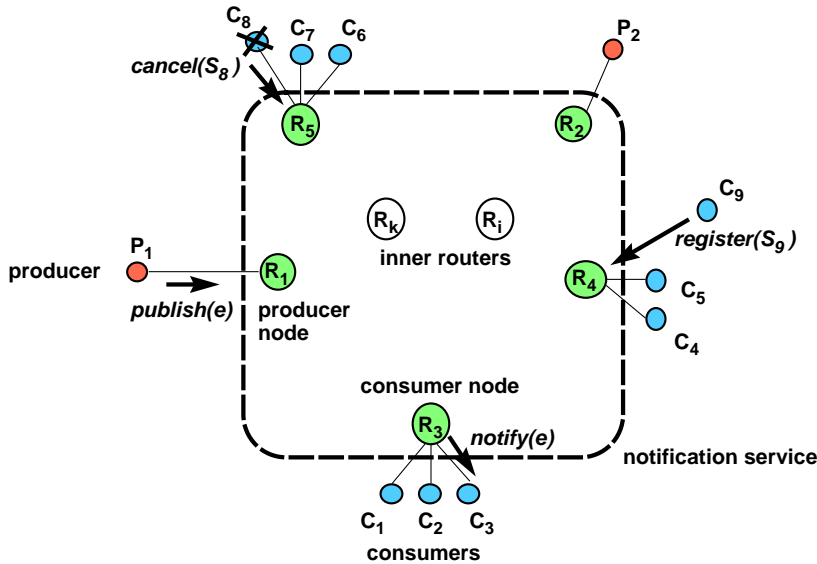 C8
C7
C6
P2
cancel(S8)
R5
R2
C9
Rk
Ri
register(S9)
P1
inner routers
producer
R1
R4
C5
publish(e)
producer
node
C4
consumer node
R3
notify(e)
notification service
C1
C2
C3
consumers